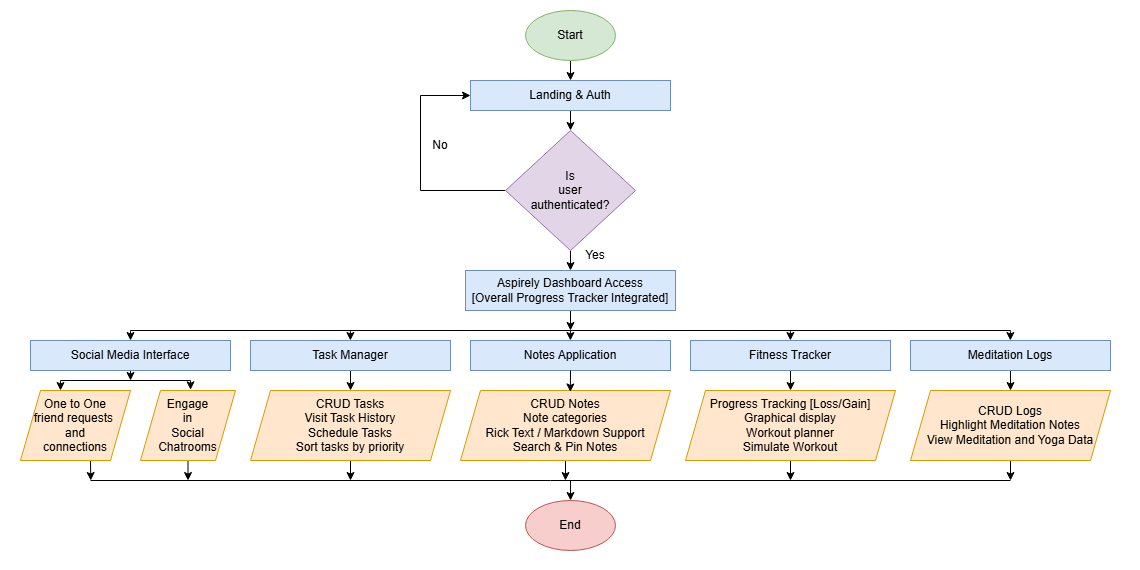 Start
Landing & Auth
No
Is
user
authenticated?
Yes
Aspirely Dashboard Access
[Overall Progress Tracker Integrated]
Social Media Interface
Task Manager
Notes Application
Fitness Tracker
Meditation Logs
One to One
friend requests
and
connections
Engage
in
Social
Chatrooms
CRUD Tasks
Visit Task History
Schedule Tasks
Sort tasks by priority
CRUD Notes
Note categories
Rick Text / Markdown Support
Search & Pin Notes
Progress Tracking [Loss/Gain]
Graphical display
Workout planner
Simulate Workout
CRUD Logs
Highlight Meditation Notes
View Meditation and Yoga Data
End